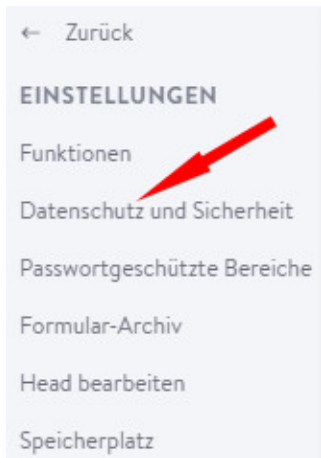 ← Zurück
EINSTELLUNGEN
Funktionen
Datenschutz und Sicherheit
Passwortgeschützte Bereiche
Formular-Archiv
Head bearbeiten
Speicherplatz